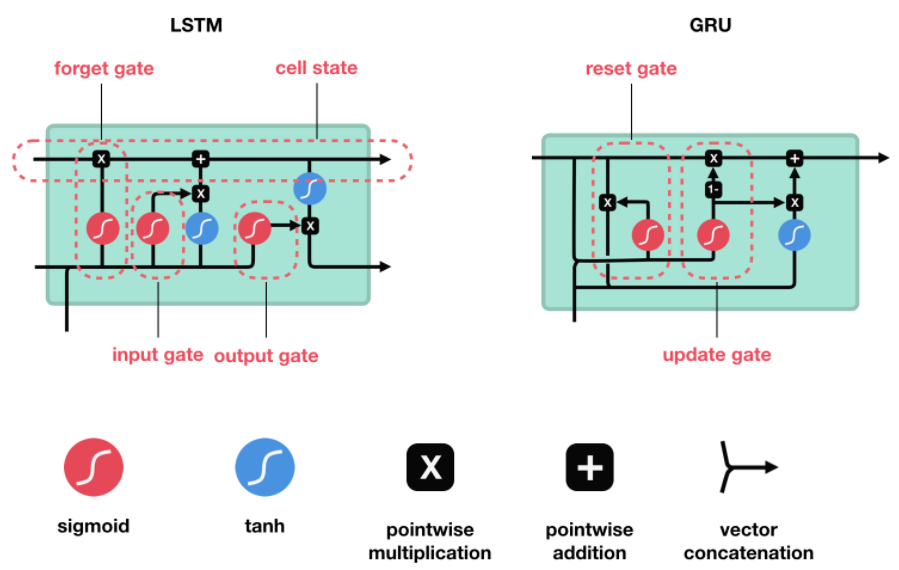 LSTM
GRU
forget gate
cell state
reset gate
X
+
X
X
X
+
1-
X
X
input gate
output gate
update gate
X
+
sigmoid
tanh
pointwise
multiplication
pointwise
addition
vector
concatenation